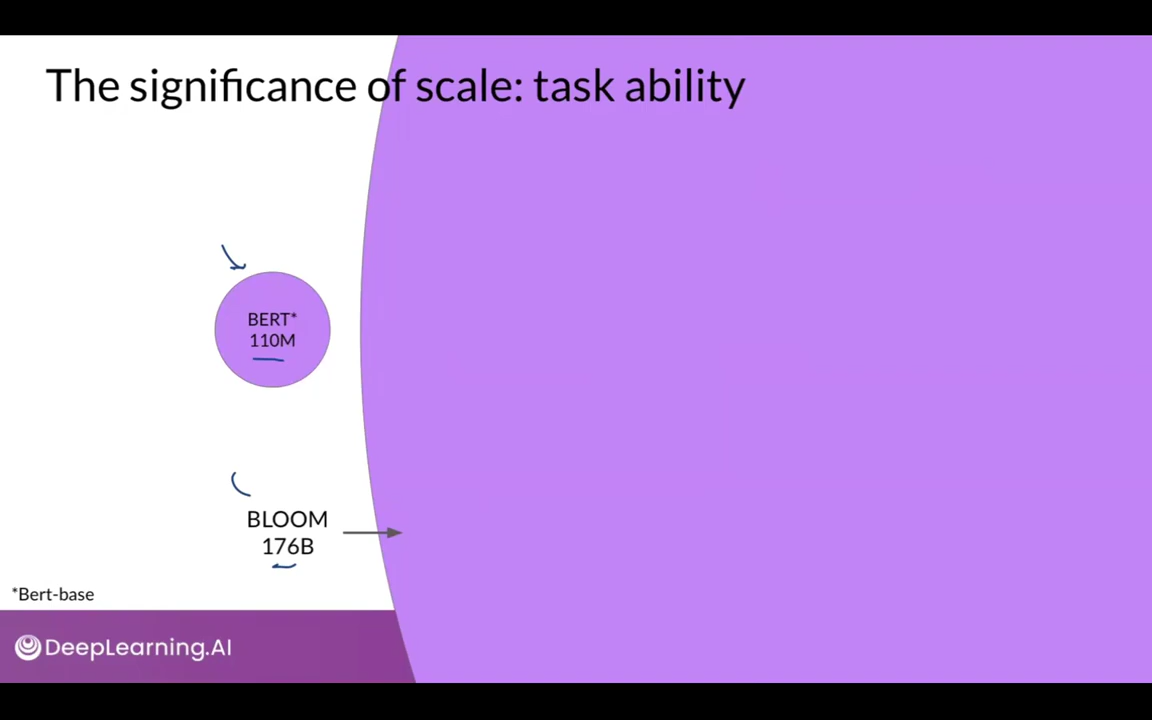 The significance of scale: task ability
BERT*
110M
BLOOM
176B
*Bert-base
DeepLearning.AI